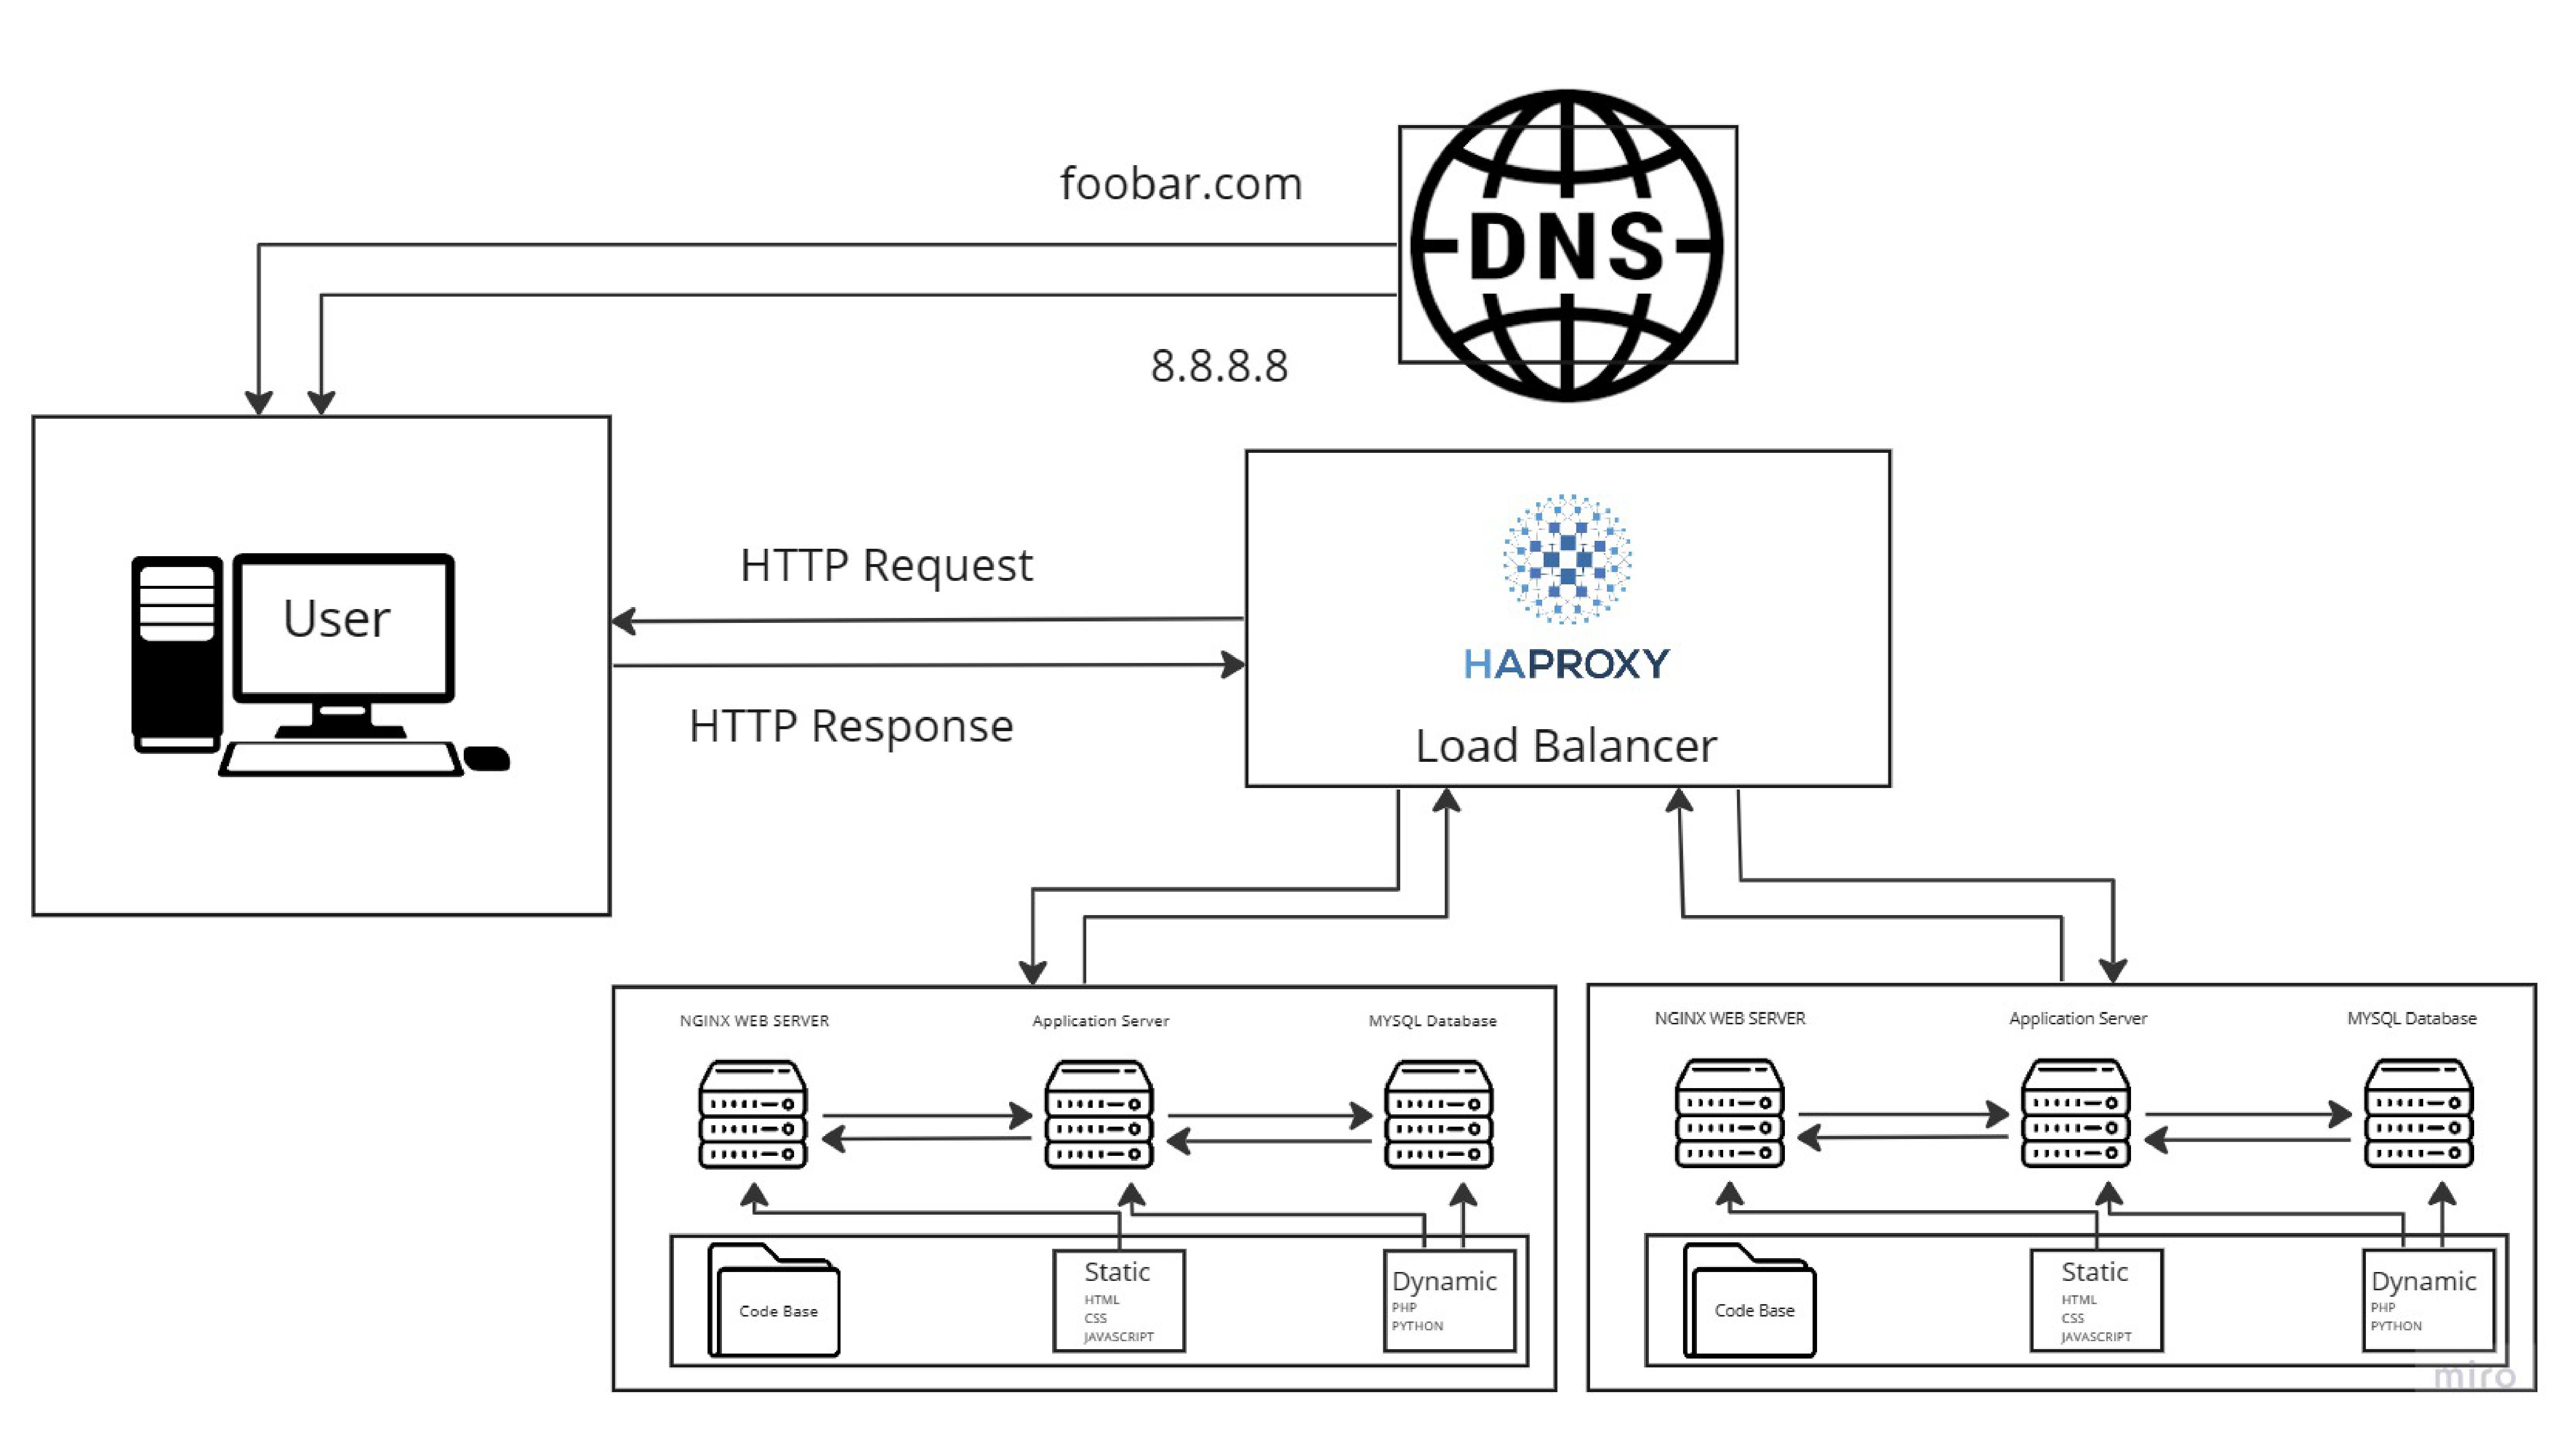 foobar.com
DNS
8.8.8.8
User
HTTP Request
HTTP Response
HAPROXY
Load Balancer
NGINX WEB SERVER
Application Server
MYSQL Database
Code Base
Static
HTML
CSS
JAVASCRIPT
Dynamic
PHP
PYTHON
NGINX WEB SERVER
Application Server
MYSQL Database
Code Base
Static
HTML
CSS
JAVASCRIPT
Dynamic
PHP
PYTHON
miro